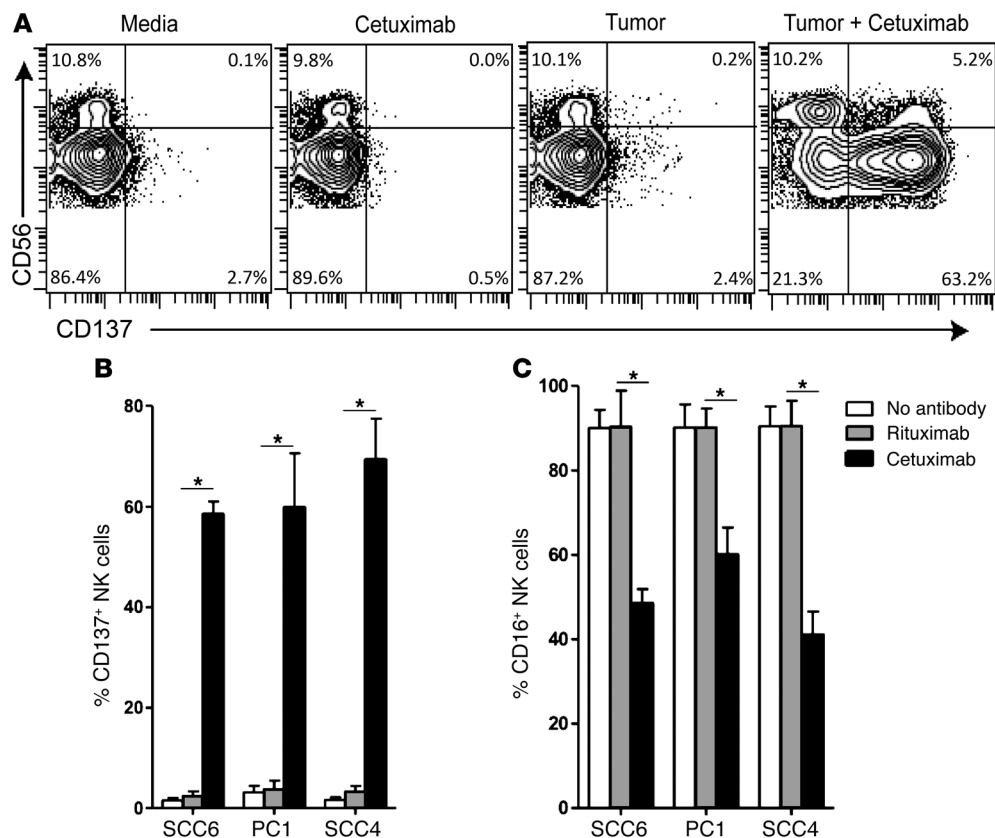 A
Media
Cetuximab
Tumor
Tumor + Cetuximab
10.8%
0.1%
9.8%
0.0%
10.1%
0.2%
10.2%
5.2%
86.4%
2.7%
89.6%
0.5%
87.2%
2.4%
21.3%
63.2%
CD56
CD137
B
% CD137+ NK cells
80
60
40
20
0
SCC6
PC1
SCC4
*
*
*
C
% CD16+ NK cells
100
80
60
40
20
0
SCC6
PC1
SCC4
*
*
*
No antibody
Rituximab
Cetuximab